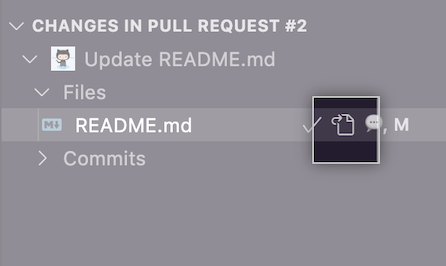 CHANGES IN PULL REQUEST #2
Update README.md
Files
README.md , M
Commits